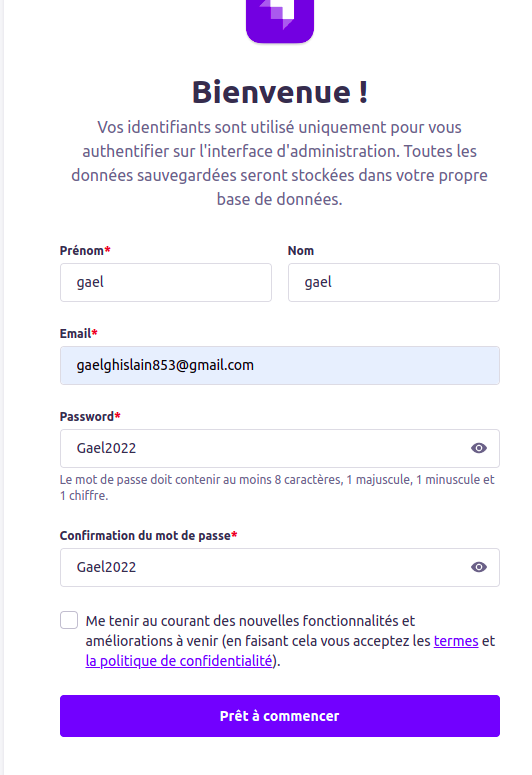 Bienvenue !
Vos identifiants sont utilisé uniquement pour vous
authentifier sur l'interface d'administration. Toutes les
données sauvegardées seront stockées dans votre propre
base de données.
Prénom* Nom
gael gael
Email*
gaelghislain853@gmail.com
Password*
Gael2022
Le mot de passe doit contenir au moins 8 caractères, 1 majuscule, 1 minuscule et
1 chiffre.
Confirmation du mot de passe*
Gael2022
Me tenir au courant des nouvelles fonctionnalités et
améliorations à venir (en faisant cela vous acceptez les termes et
la politique de confidentialité).
Prêt à commencer